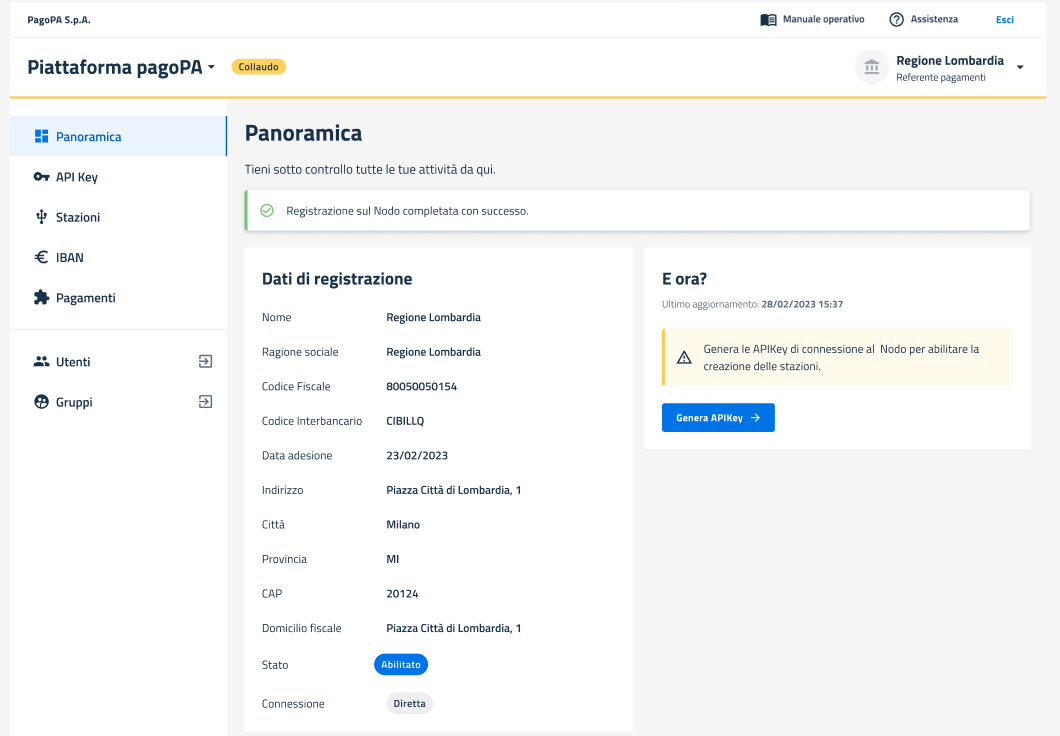 PagoPA S.p.A.
Manuale operativo
Assistenza
Esci
Piattaforma pagoPA
Collaudo
Regione Lombardia
Referente pagamenti
Panoramica
API Key
Stazioni
IBAN
Pagamenti
Utenti
Gruppi
Panoramica
Tieni sotto controllo tutte le tue attività da qui.
Registrazione sul Nodo completata con successo.
Dati di registrazione
Nome Regione Lombardia
Ragione sociale Regione Lombardia
Codice Fiscale 80050050154
Codice Interbancario CIBILLQ
Data adesione 23/02/2023
Indirizzo Piazza Città di Lombardia, 1
Città Milano
Provincia MI
CAP 20124
Domicilio fiscale Piazza Città di Lombardia, 1
Stato Abilitato
Connessione Diretta
E ora?
Ultimo aggiornamento: 28/02/2023 15:37
Genera le APIKey di connessione al Nodo per abilitare la
creazione delle stazioni.
Genera APIKey